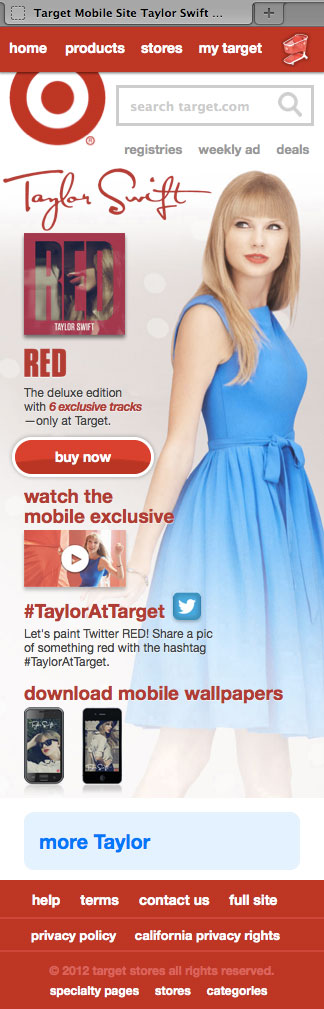 Target Mobile Site Taylor Swift ...
home products stores my target
search target.com
®
registries weekly ad deals
Taylor Swift
RED
TAYLOR SWIFT
RED
The deluxe edition
with 6 exclusive tracks
—only at Target.
buy now
watch the
mobile exclusive
#TaylorAtTarget
Let's paint Twitter RED! Share a pic
of something red with the hashtag
#TaylorAtTarget.
download mobile wallpapers
Taylor Swift
more Taylor
help terms contact us full site
privacy policy california privacy rights
© 2012 target stores all rights reserved.
specialty pages stores categories